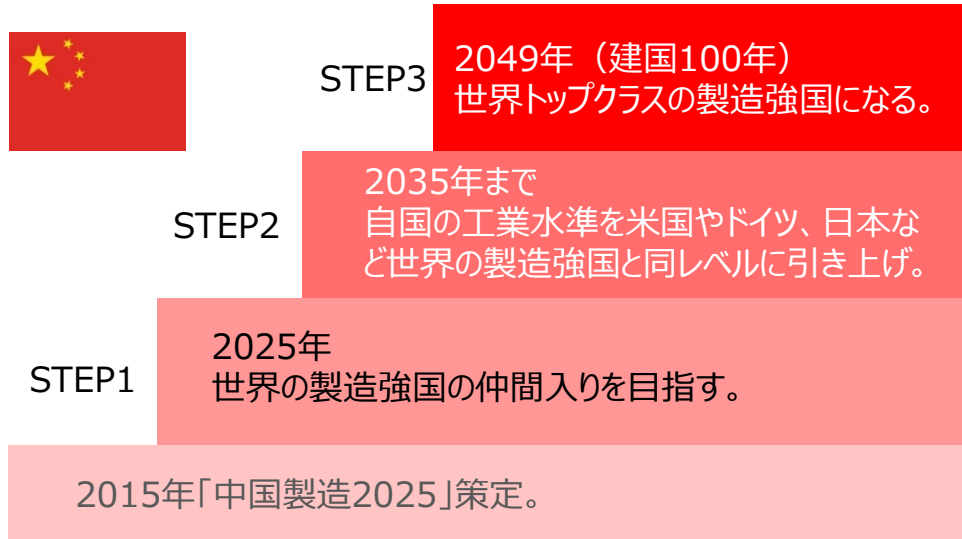 STEP3
2049年（建国100年）
世界トップクラスの製造強国になる。
STEP2
2035年まで
自国の工業水準を米国やドイツ、日本な
ど世界の製造強国と同レベルに引き上げ。
STEP1
2025年
世界の製造強国の仲間入りを目指す。
2015年｢中国製造2025｣策定。